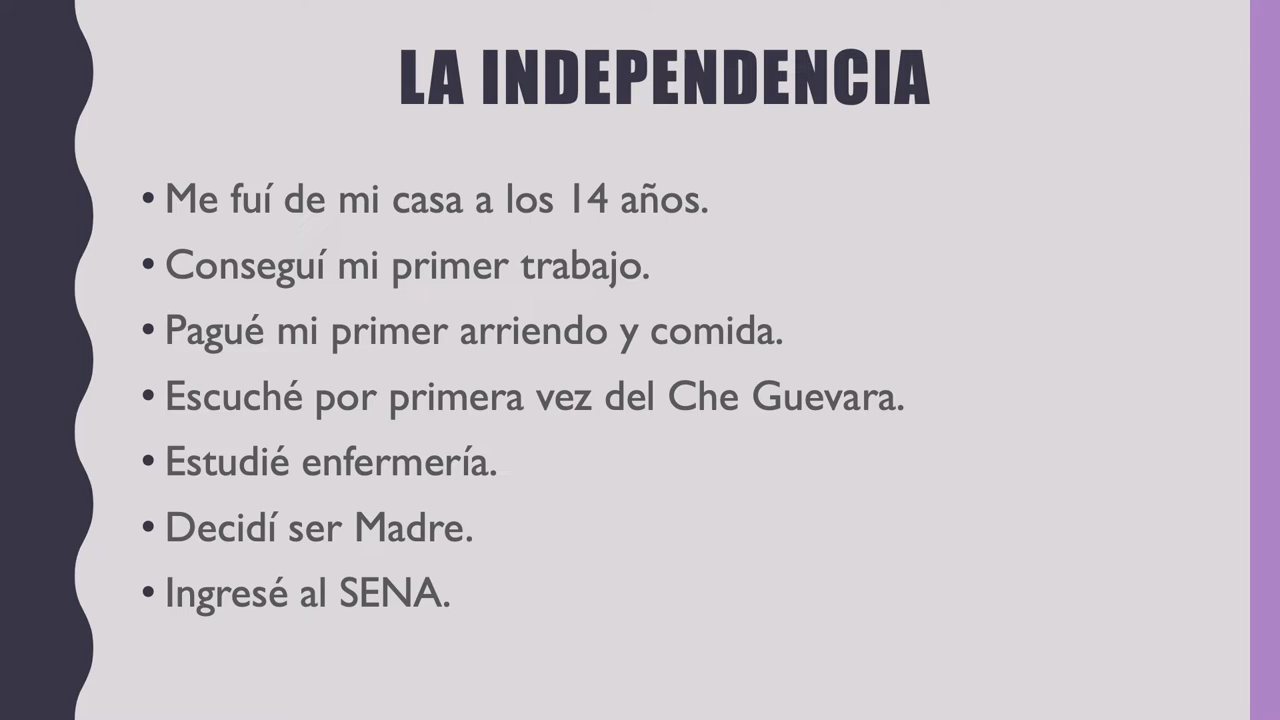 LA INDEPENDENCIA
• Me fuí de mi casa a los 14 años.
• Conseguí mi primer trabajo.
• Pagué mi primer arriendo y comida.
• Escuché por primera vez del Che Guevara.
• Estudié enfermería.
• Decidí ser Madre.
• Ingresé al SENA.